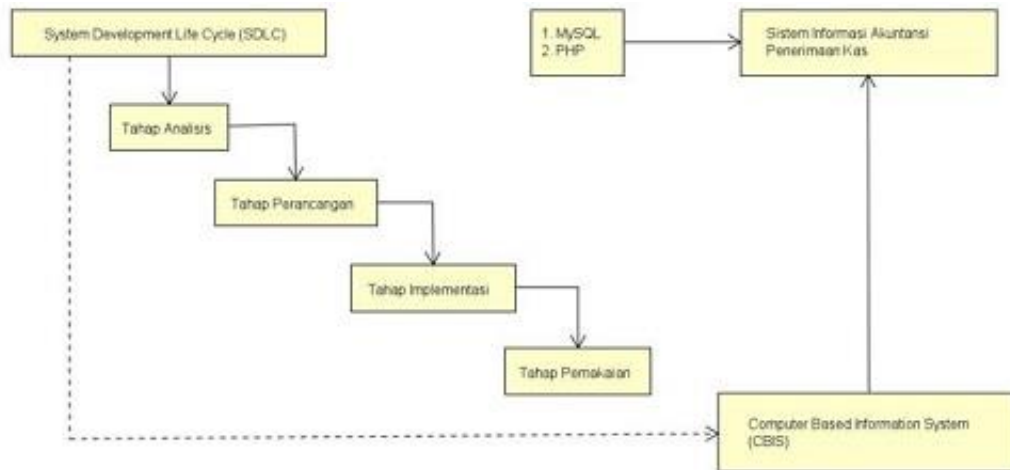 System Development Life Cycle (SDLC)
1. MySQL
2. PHP
Sistem Informasi Akuntansi
Penerimaan Kas
Tahap Analisis
Tahap Perancangan
Tahap Implementasi
Tahap Pemakaian
Computer Based Information System
(CBIS)